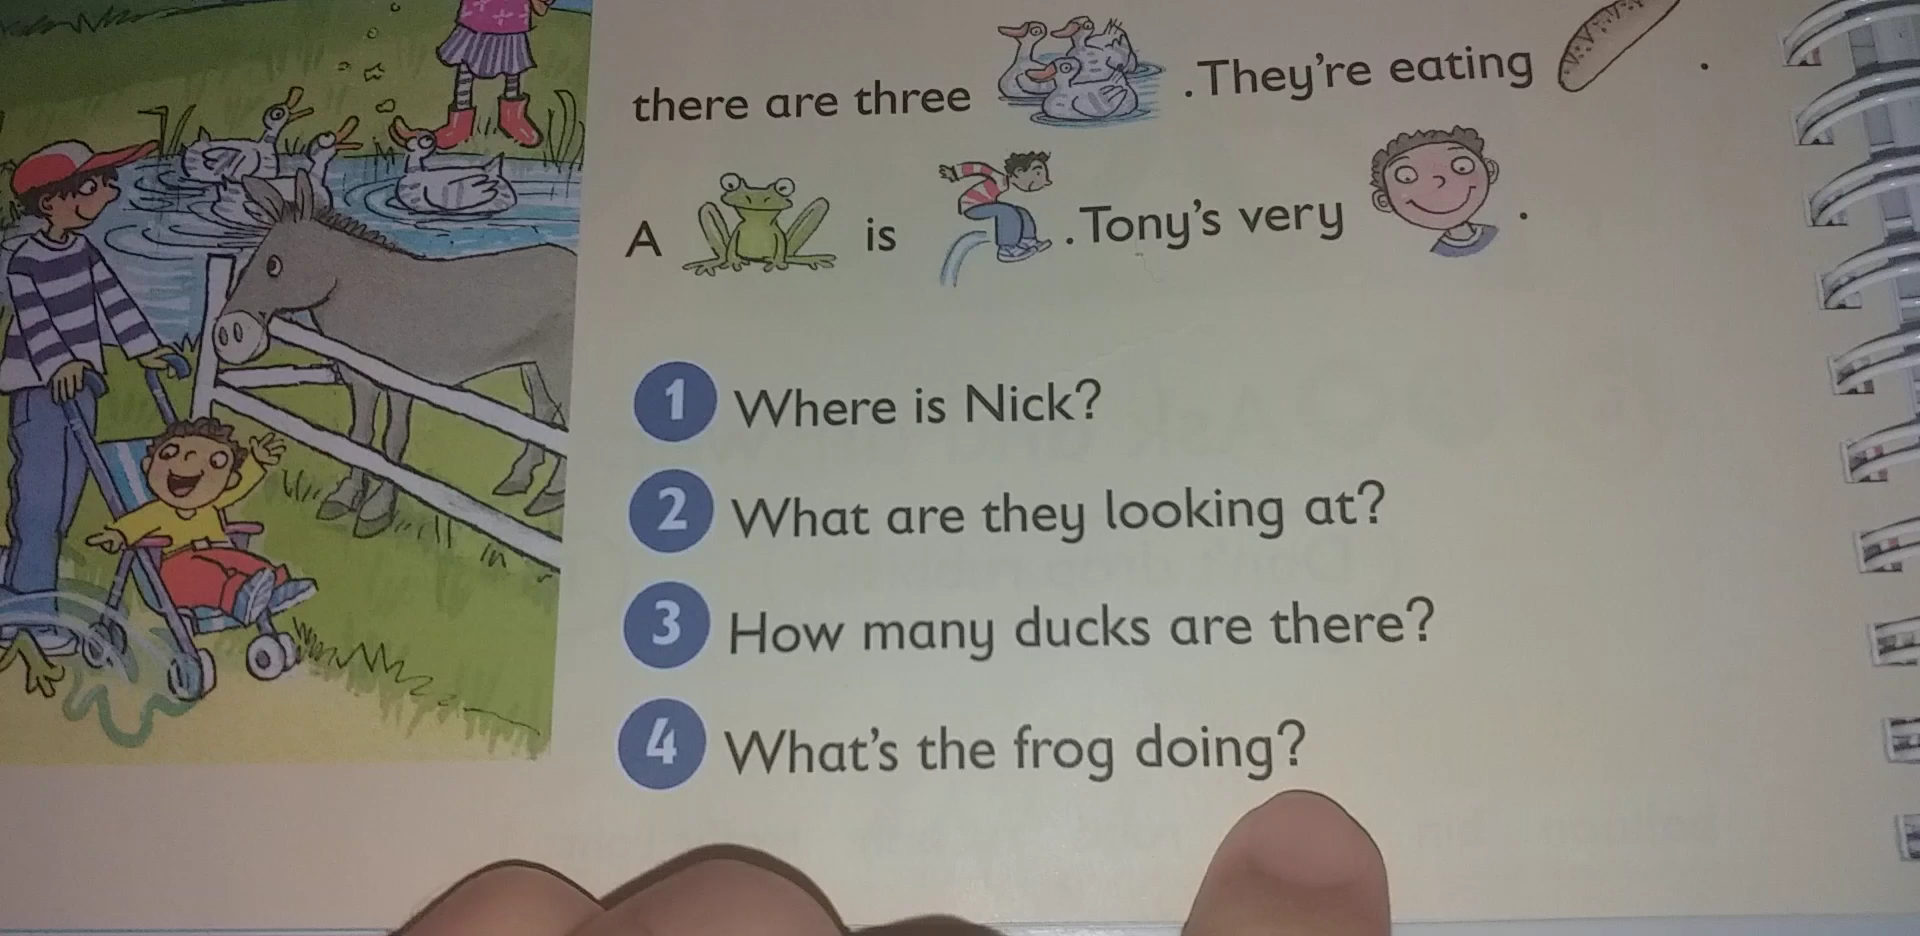 there are three . They're eating .
A is . Tony's very .
1 Where is Nick?
2 What are they looking at?
3 How many ducks are there?
4 What's the frog doing?